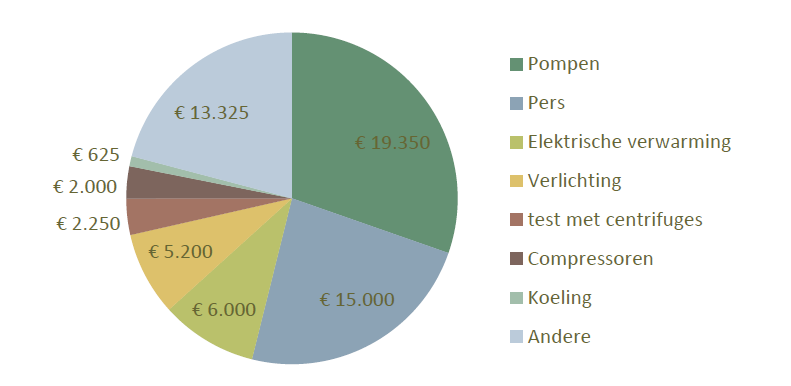 € 19.350
€ 15.000
€ 6.000
€ 5.200
€ 2.250
€ 2.000
€ 625
€ 13.325
Pompen
Pers
Elektrische verwarming
Verlichting
test met centrifuges
Compressoren
Koeling
Andere